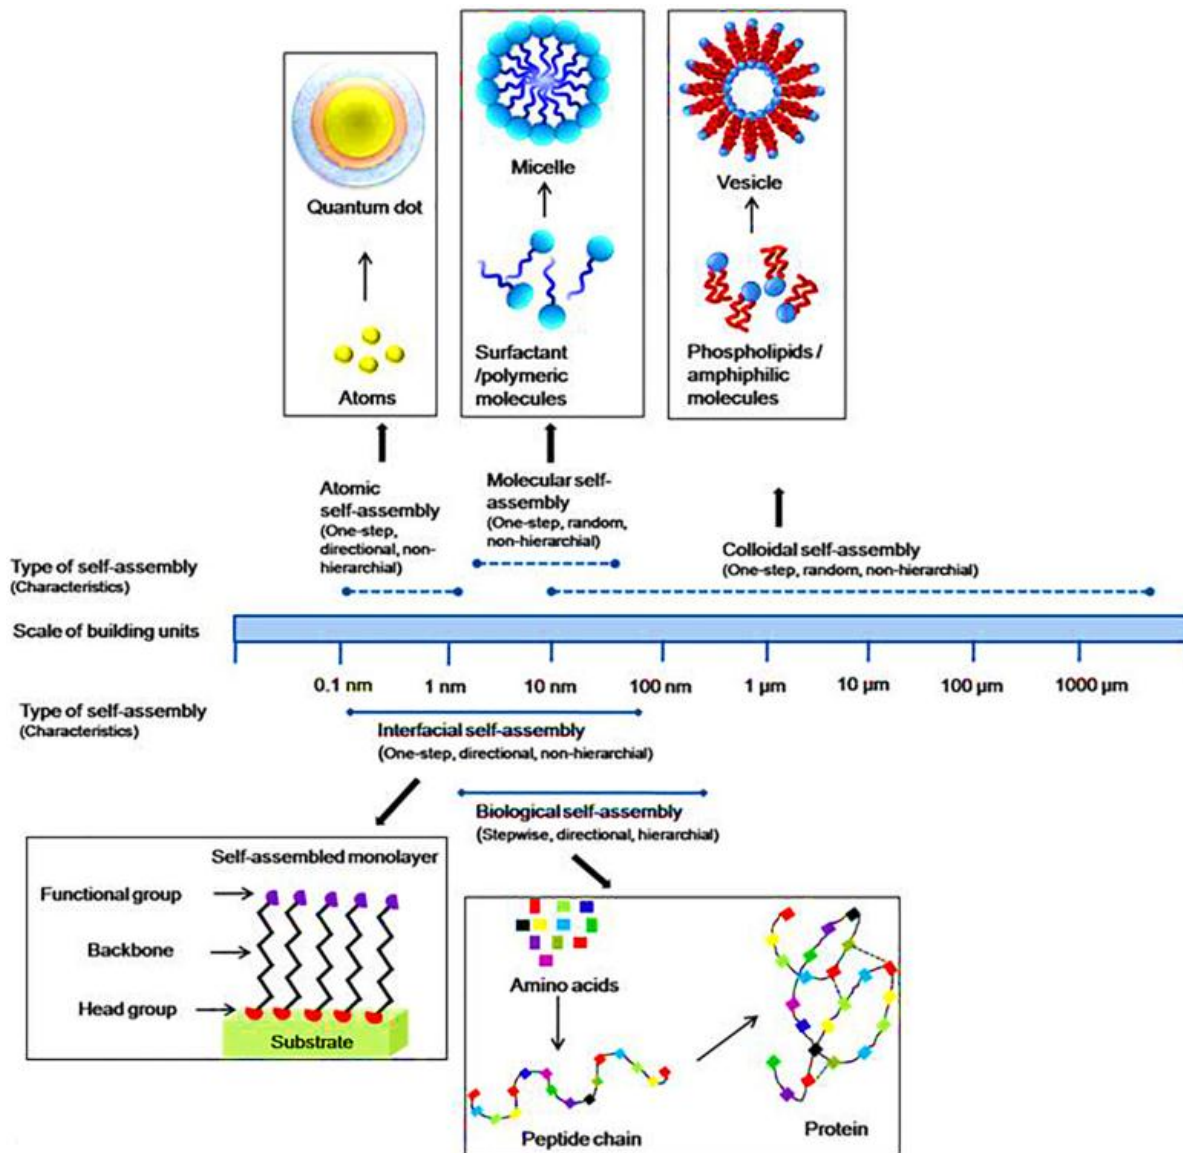 Quantum dot
Atoms
Micelle
Surfactant
/polymeric
molecules
Vesicle
Phospholipids /
amphiphilic
molecules
Atomic
self-assembly
(One-step,
directional, non-
hierarchial)
Molecular self-
assembly
(One-step, random,
non-hierarchial)
Colloidal self-assembly
(One-step, random, non-hierarchial)
Type of self-assembly
(Characteristics)
Scale of building units
0.1 nm 1 nm 10 nm 100 nm 1 µm 10 µm 100 µm 1000 µm
Type of self-assembly
(Characteristics)
Interfacial self-assembly
(One-step, directional, non-hierarchial)
Biological self-assembly
(Stepwise, directional, hierarchial)
Self-assembled monolayer
Functional group
Backbone
Head group
Substrate
Amino acids
Peptide chain
Protein